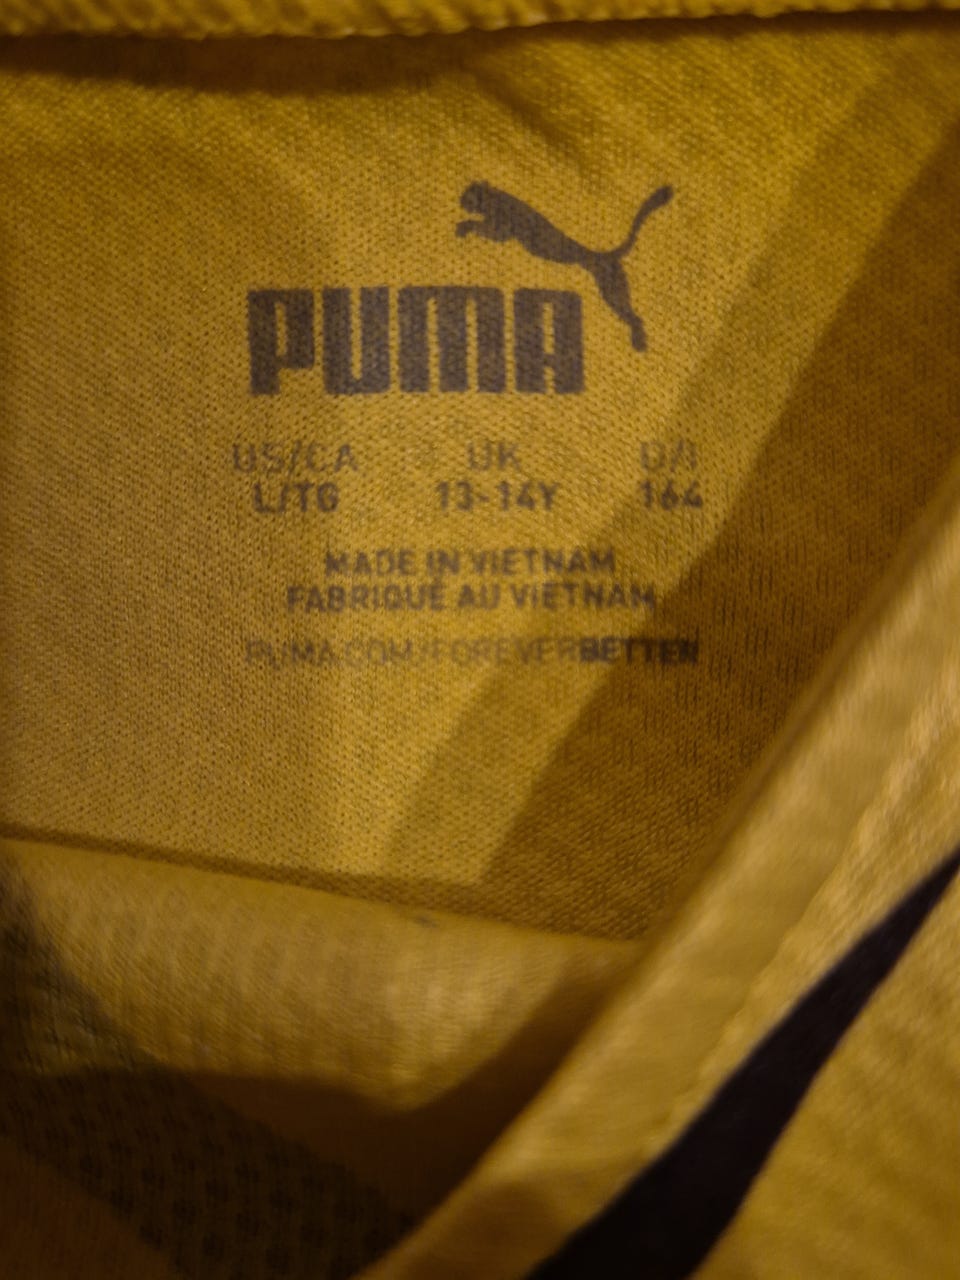 PUMA
US/CA UK D/I
L/TG 13-14Y 164
MADE IN VIETNAM
FABRIQUÉ AU VIETNAM
PUMA.COM/FOREVERBETTER